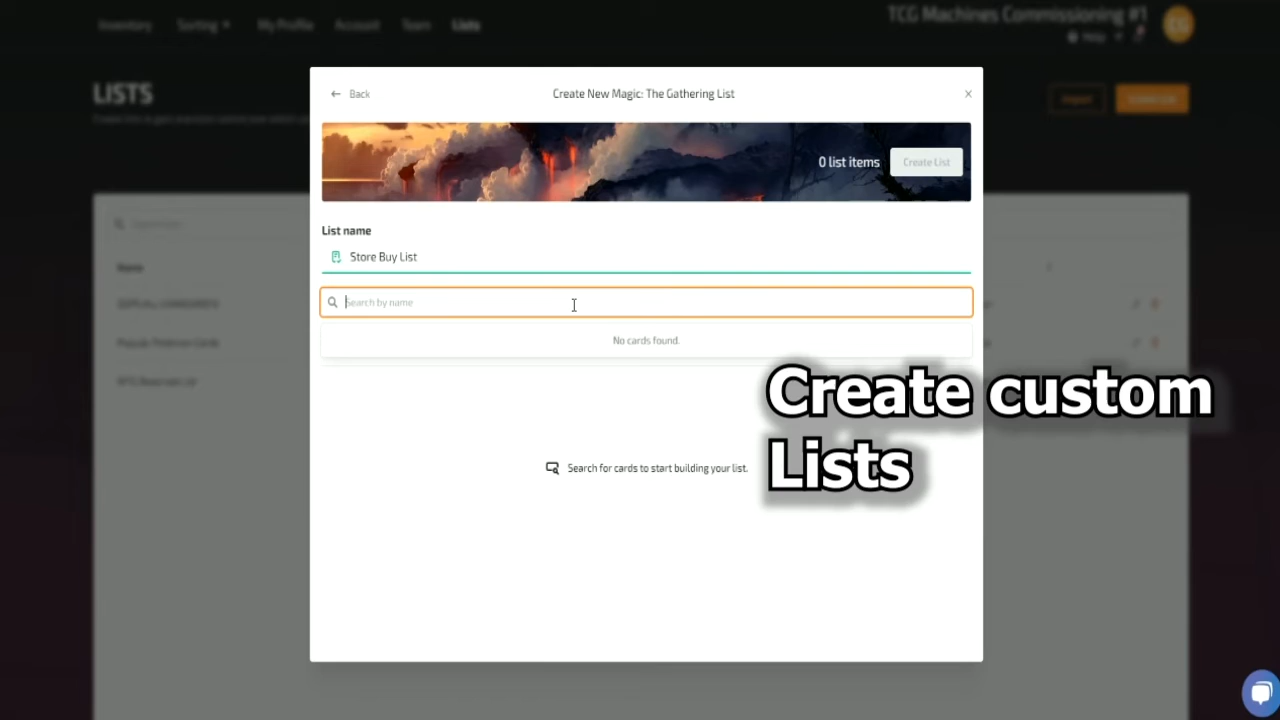 Inventory Sorting My Profile Account Team Lists
TCG Machines Commissioning #1
Help
LISTS
Back
Create New Magic: The Gathering List
0 list items
Create List
List name
Store Buy List
Search by name
No cards found.
Create custom
Lists
Search for cards to start building your list.
Name